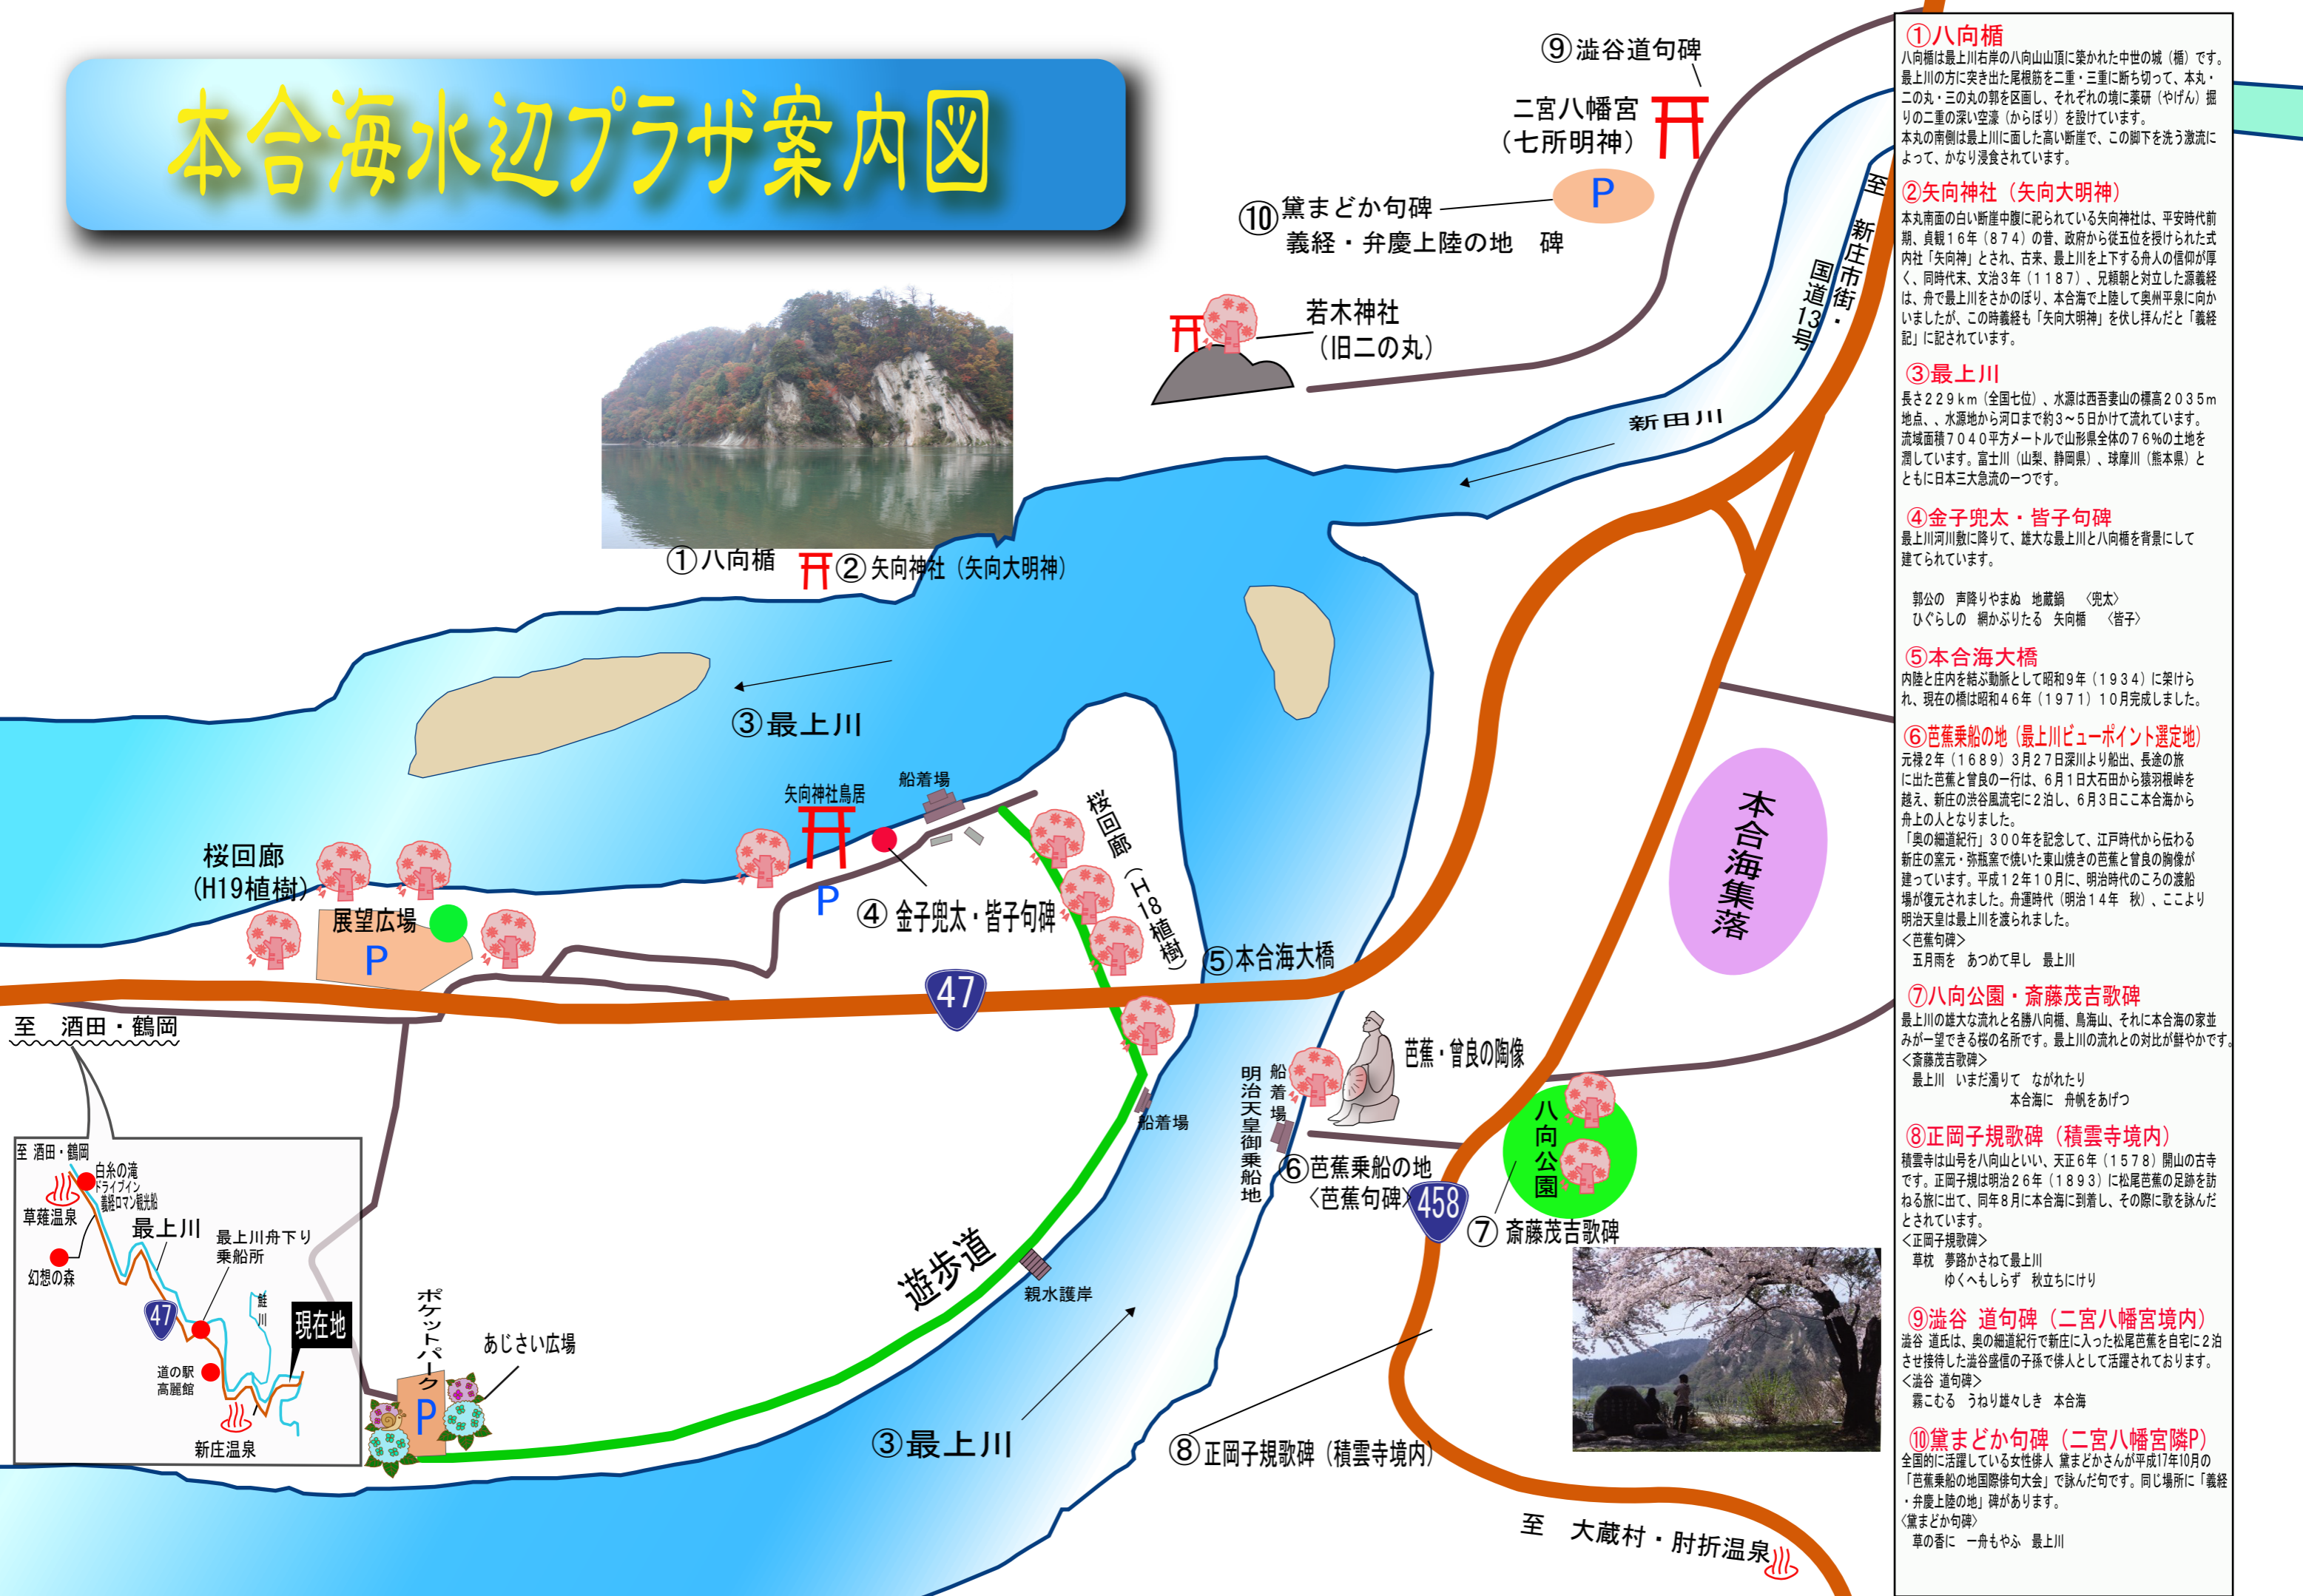 本合海水辺プラザ案内図
⑨渋谷道句碑
二宮八幡宮
（七所明神）
P
⑩黛まどか句碑
義経・弁慶上陸の地　碑
若木神社
（旧二の丸）
至　新庄市街・
国道13号
新田川
①八向楯
②矢向神社（矢向大明神）
③最上川
矢向神社鳥居
船着場
桜回廊（H18植樹）
桜回廊
（H19植樹）
展望広場
P
P
④ 金子兜太・皆子句碑
⑤本合海大橋
47
本合海集落
至　酒田・鶴岡
芭蕉・曾良の陶像
船着場
明治天皇御乗船地
船着場
⑥芭蕉乗船の地
〈芭蕉句碑〉
458
八向公園
⑦ 斎藤茂吉歌碑
遊歩道
親水護岸
ポケットパーク
P
あじさい広場
③最上川
⑧正岡子規歌碑（積雲寺境内）
至　大蔵村・肘折温泉
至 酒田・鶴岡
白糸の滝
ドライブイン
義経ロマン観光船
草薙温泉
最上川
最上川舟下り
乗船所
幻想の森
47
鮭川
現在地
道の駅
高麗館
新庄温泉
①八向楯
八向楯は最上川右岸の八向山山頂に築かれた中世の城（楯）です。
最上川の方に突き出た尾根筋を二重・三重に断ち切って、本丸・
二の丸・三の丸の郭を区画し、それぞれの境に薬研（やげん）掘
りの二重の深い空濠（からぼり）を設けています。
本丸の南側は最上川に面した高い断崖で、この脚下を洗う激流に
よって、かなり浸食されています。
②矢向神社（矢向大明神）
本丸南面の白い断崖中腹に祀られている矢向神社は、平安時代前
期、貞観１６年（８７４）の昔、政府から従五位を授けられた式
内社「矢向神」とされ、古来、最上川を上下する舟人の信仰が厚
く、同時代末、文治３年（１１８７）、兄頼朝と対立した源義経
は、舟で最上川をさかのぼり、本合海で上陸して奥州平泉に向か
いましたが、この時義経も「矢向大明神」を伏し拝んだと「義経
記」に記されています。
③最上川
長さ２２９ｋｍ（全国七位）、水源は西吾妻山の標高２０３５ｍ
地点、、水源地から河口まで約３～５日かけて流れています。
流域面積７０４０平方メートルで山形県全体の７６％の土地を
潤しています。富士川（山梨、静岡県）、球摩川（熊本県）と
ともに日本三大急流の一つです。
④金子兜太・皆子句碑
最上川河川敷に降りて、雄大な最上川と八向楯を背景にして
建てられています。
郭公の　声降りやまぬ　地蔵鍋　〈兜太〉
ひぐらしの　網かぶりたる　矢向楯　〈皆子〉
⑤本合海大橋
内陸と庄内を結ぶ動脈として昭和９年（１９３４）に架けら
れ、現在の橋は昭和４６年（１９７１）１０月完成しました。
⑥芭蕉乗船の地（最上川ビューポイント選定地）
元禄２年（１６８９）３月２７日深川より船出、長途の旅
に出た芭蕉と曾良の一行は、６月１日大石田から猿羽根峠を
越え、新庄の渋谷風流宅に２泊し、６月３日ここ本合海から
舟上の人となりました。
「奥の細道紀行」３００年を記念して、江戸時代から伝わる
新庄の窯元・弥瓶窯で焼いた東山焼きの芭蕉と曾良の陶像が
建っています。平成１２年１０月に、明治時代のころの渡船
場が復元されました。舟運時代（明治１４年　秋）、ここより
明治天皇は最上川を渡られました。
＜芭蕉句碑＞
五月雨を　あつめて早し　最上川
⑦八向公園・斎藤茂吉歌碑
最上川の雄大な流れと名勝八向楯、鳥海山、それに本合海の家並
みが一望できる桜の名所です。最上川の流れとの対比が鮮やかです。
＜斎藤茂吉歌碑＞
最上川　いまだ濁りて　ながれたり
本合海に　舟帆をあげつ
⑧正岡子規歌碑（積雲寺境内）
積雲寺は山号を八向山といい、天正６年（１５７８）開山の古寺
です。正岡子規は明治２６年（１８９３）に松尾芭蕉の足跡を訪
ねる旅に出て、同年８月に本合海に到着し、その際に歌を詠んだ
とされています。
＜正岡子規歌碑＞
草枕　夢路かさねて最上川
ゆくへもしらず　秋立ちにけり
⑨澁谷 道句碑（二宮八幡宮境内）
澁谷 道氏は、奥の細道紀行で新庄に入った松尾芭蕉を自宅に２泊
させ接待した澁谷盛信の子孫で俳人として活躍されております。
＜澁谷 道句碑＞
霧こむる　うねり雄々しき　本合海
⑩黛まどか句碑（二宮八幡宮隣P）
全国的に活躍している女性俳人 黛まどかさんが平成17年10月の
「芭蕉乗船の地国際俳句大会」で詠んだ句です。同じ場所に「義経
・弁慶上陸の地」碑があります。
〈黛まどか句碑〉
草の香に　一舟もやふ　最上川